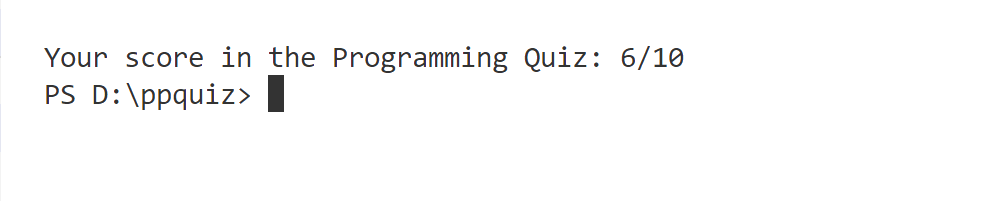 Your score in the Programming Quiz: 6/10
PS D:\ppquiz>